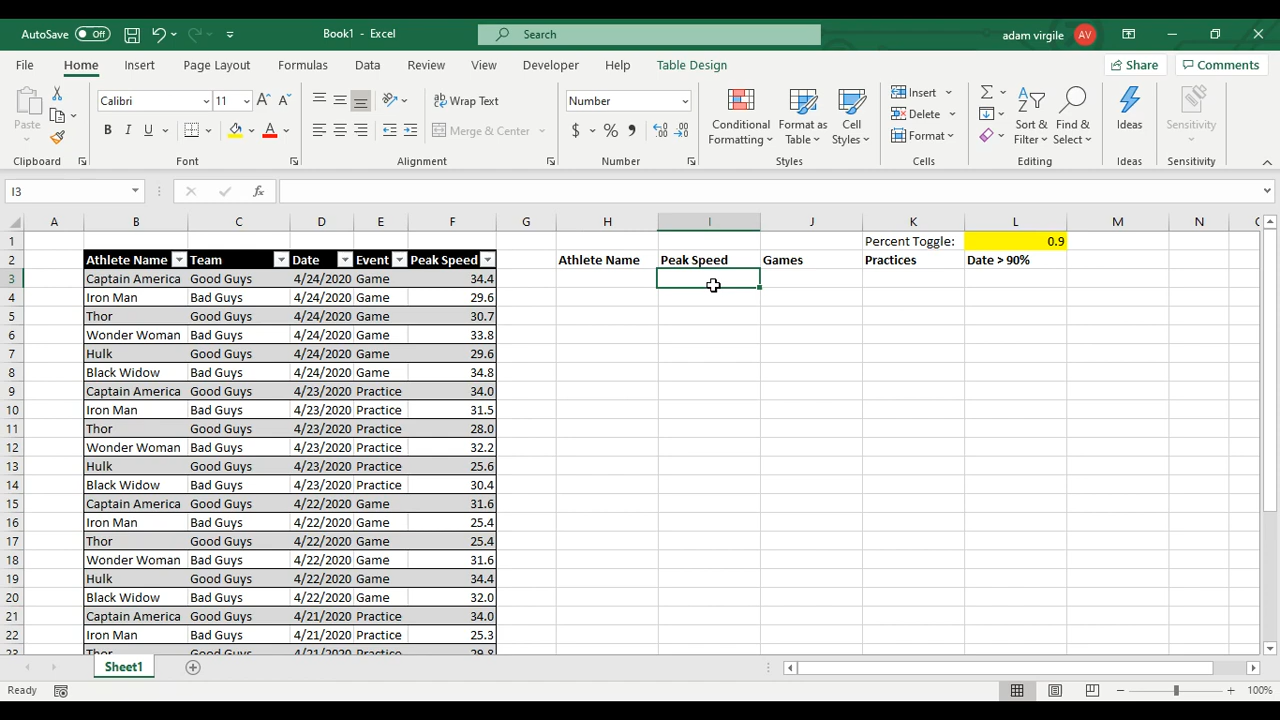 AutoSave Off Book1 - Excel Search adam virgile AV
File Home Insert Page Layout Formulas Data Review View Developer Help Table Design Share Comments
Paste Calibri 11 Wrap Text Number Conditional Formatting Format as Table Cell Styles Insert Sort & Filter Find & Select Ideas Sensitivity
B I U A Merge & Center $ % Delete
Format
Clipboard Font Alignment Number Styles Cells Editing Ideas Sensitivity
I3 fx
A B C D E F G H I J K L M N
1 Percent Toggle: 0.9
2 Athlete Name Team Date Event Peak Speed Athlete Name Peak Speed Games Practices Date > 90%
3 Captain America Good Guys 4/24/2020 Game 34.4
4 Iron Man Bad Guys 4/24/2020 Game 29.6
5 Thor Good Guys 4/24/2020 Game 30.7
6 Wonder Woman Bad Guys 4/24/2020 Game 33.8
7 Hulk Good Guys 4/24/2020 Game 29.6
8 Black Widow Bad Guys 4/24/2020 Game 34.8
9 Captain America Good Guys 4/23/2020 Practice 34.0
10 Iron Man Bad Guys 4/23/2020 Practice 31.5
11 Thor Good Guys 4/23/2020 Practice 28.0
12 Wonder Woman Bad Guys 4/23/2020 Practice 32.2
13 Hulk Good Guys 4/23/2020 Practice 25.6
14 Black Widow Bad Guys 4/23/2020 Practice 30.4
15 Captain America Good Guys 4/22/2020 Game 31.6
16 Iron Man Bad Guys 4/22/2020 Game 25.4
17 Thor Good Guys 4/22/2020 Game 25.4
18 Wonder Woman Bad Guys 4/22/2020 Game 31.6
19 Hulk Good Guys 4/22/2020 Game 34.4
20 Black Widow Bad Guys 4/22/2020 Game 32.0
21 Captain America Good Guys 4/21/2020 Practice 34.0
22 Iron Man Bad Guys 4/21/2020 Practice 25.3
23 Thor Good Guys 4/21/2020 Practice 29.8
Sheet1
Ready 100%